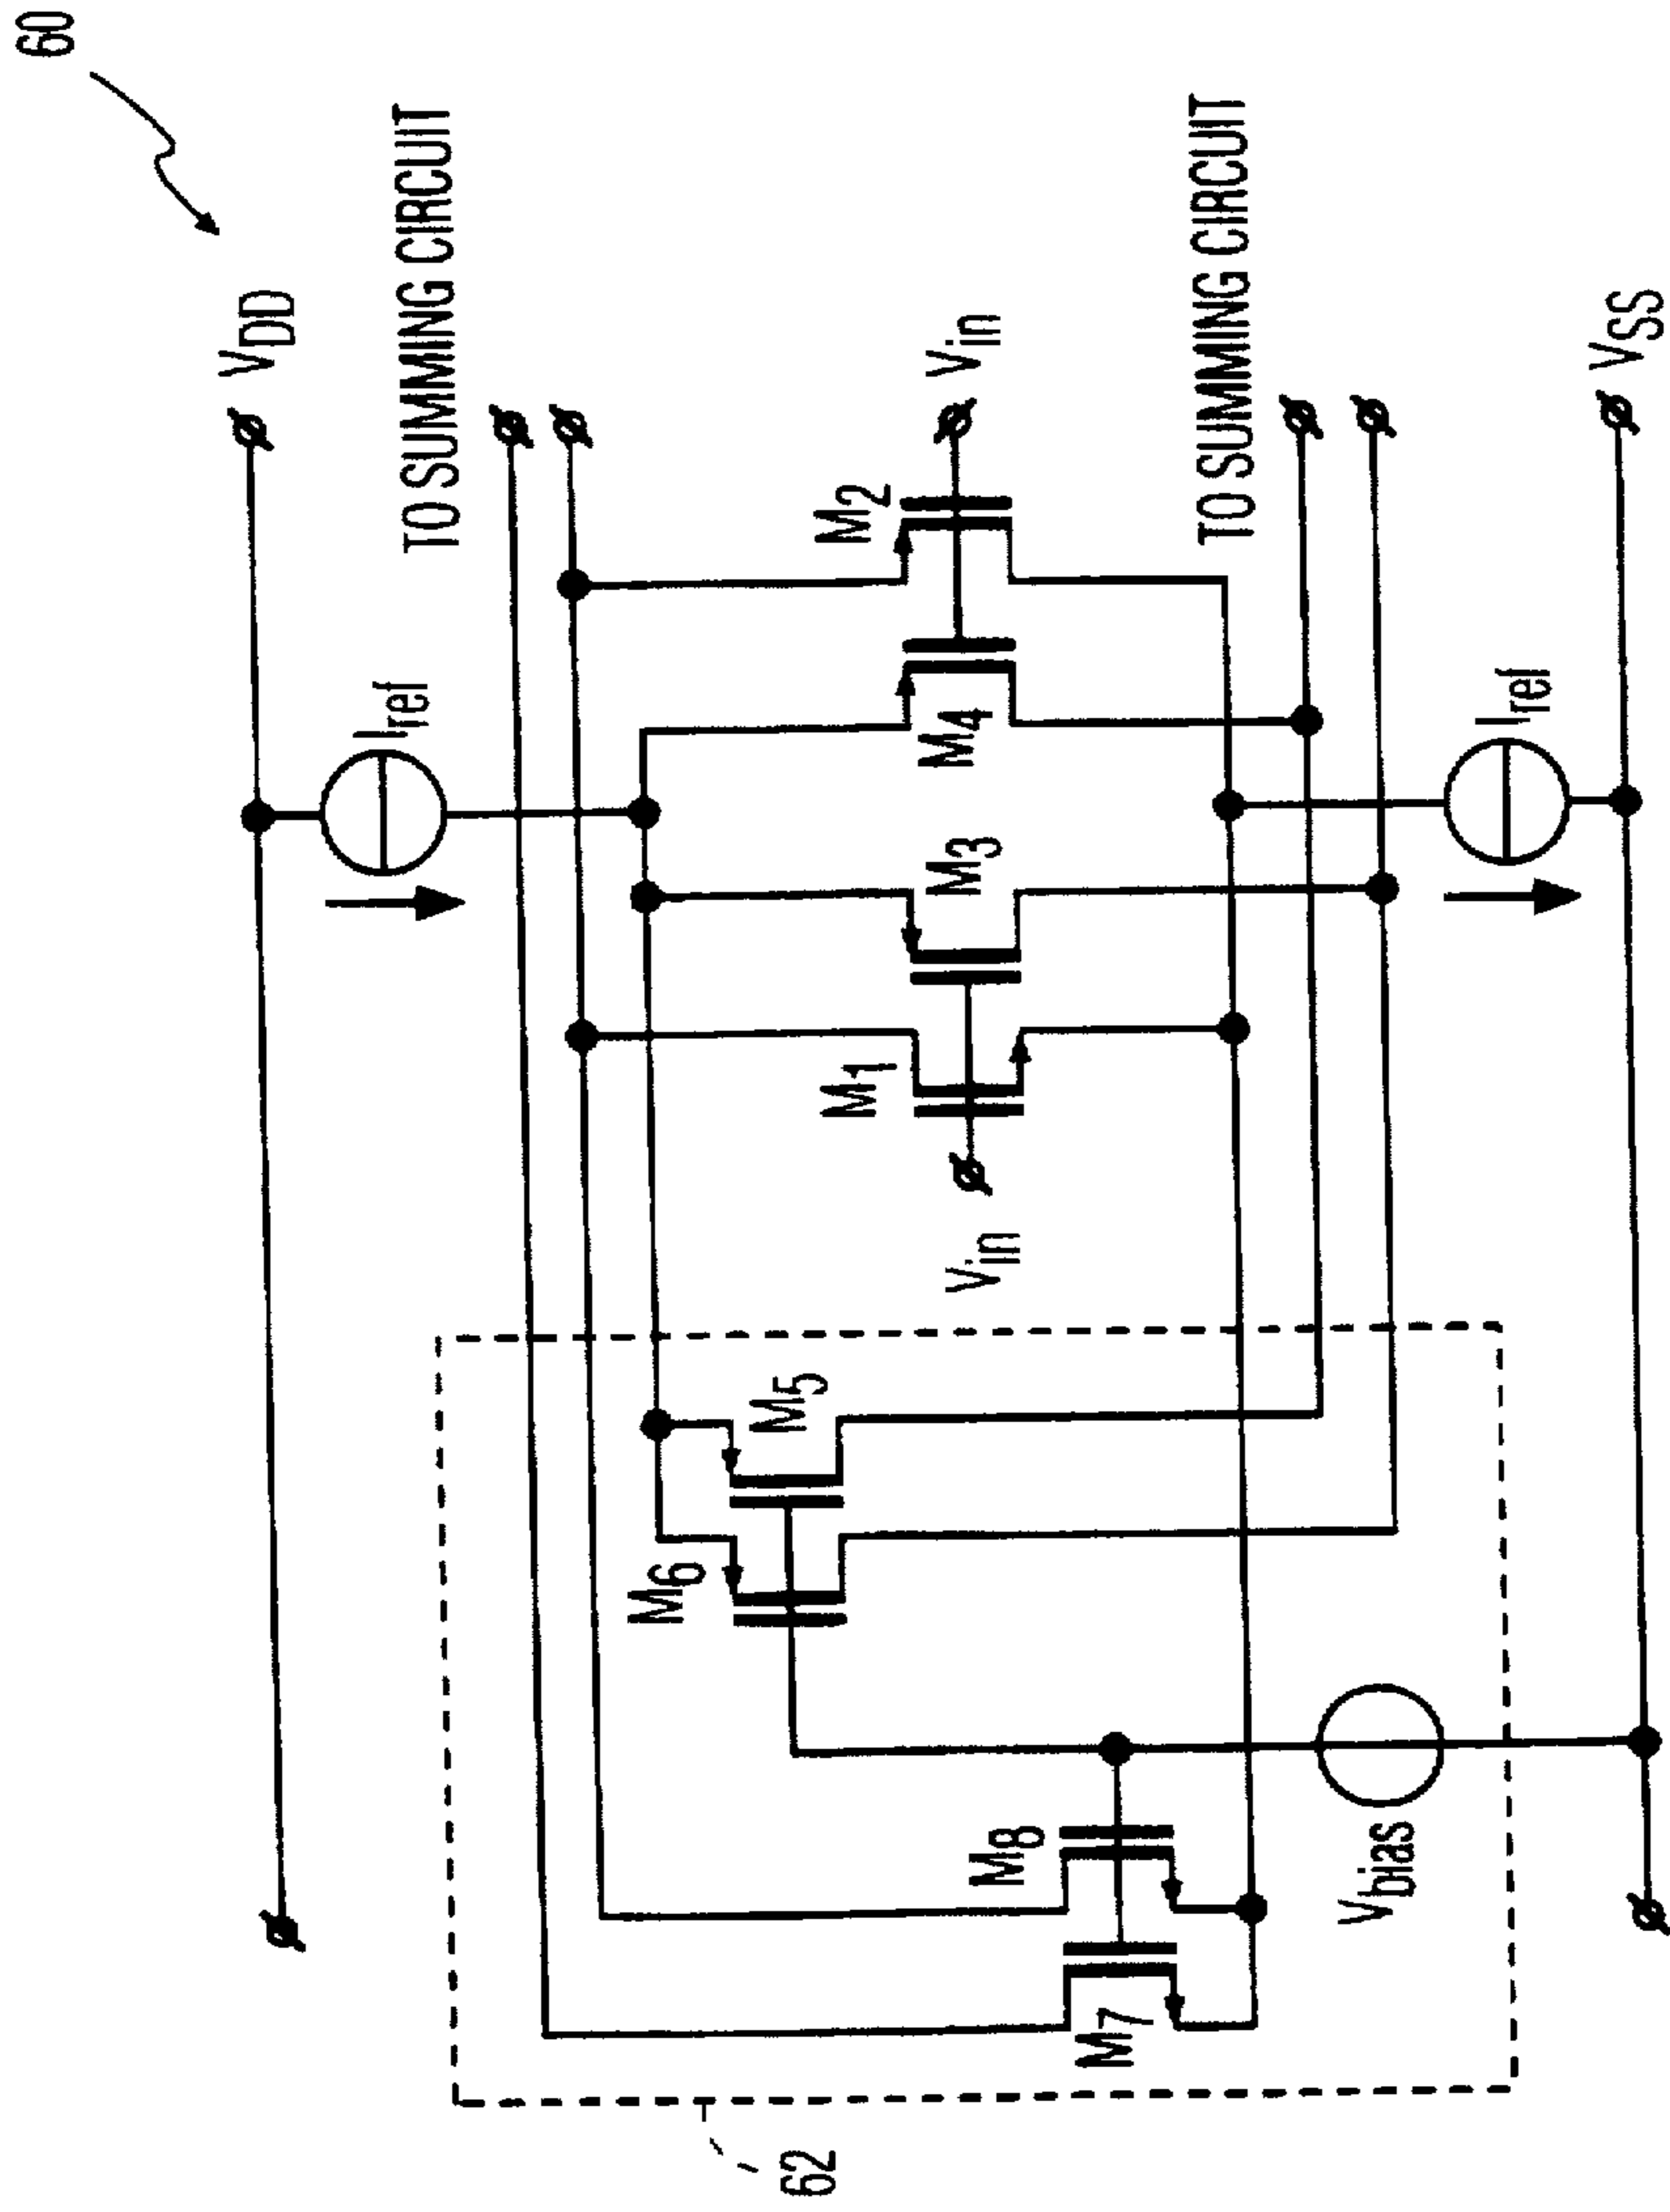 60
VDD
TO SUMMING CIRCUIT
Iref
M2
Vin
M4
M3
M1
Vin
TO SUMMING CIRCUIT
Iref
M5
M6
M8
M7
Vbias
VSS
62